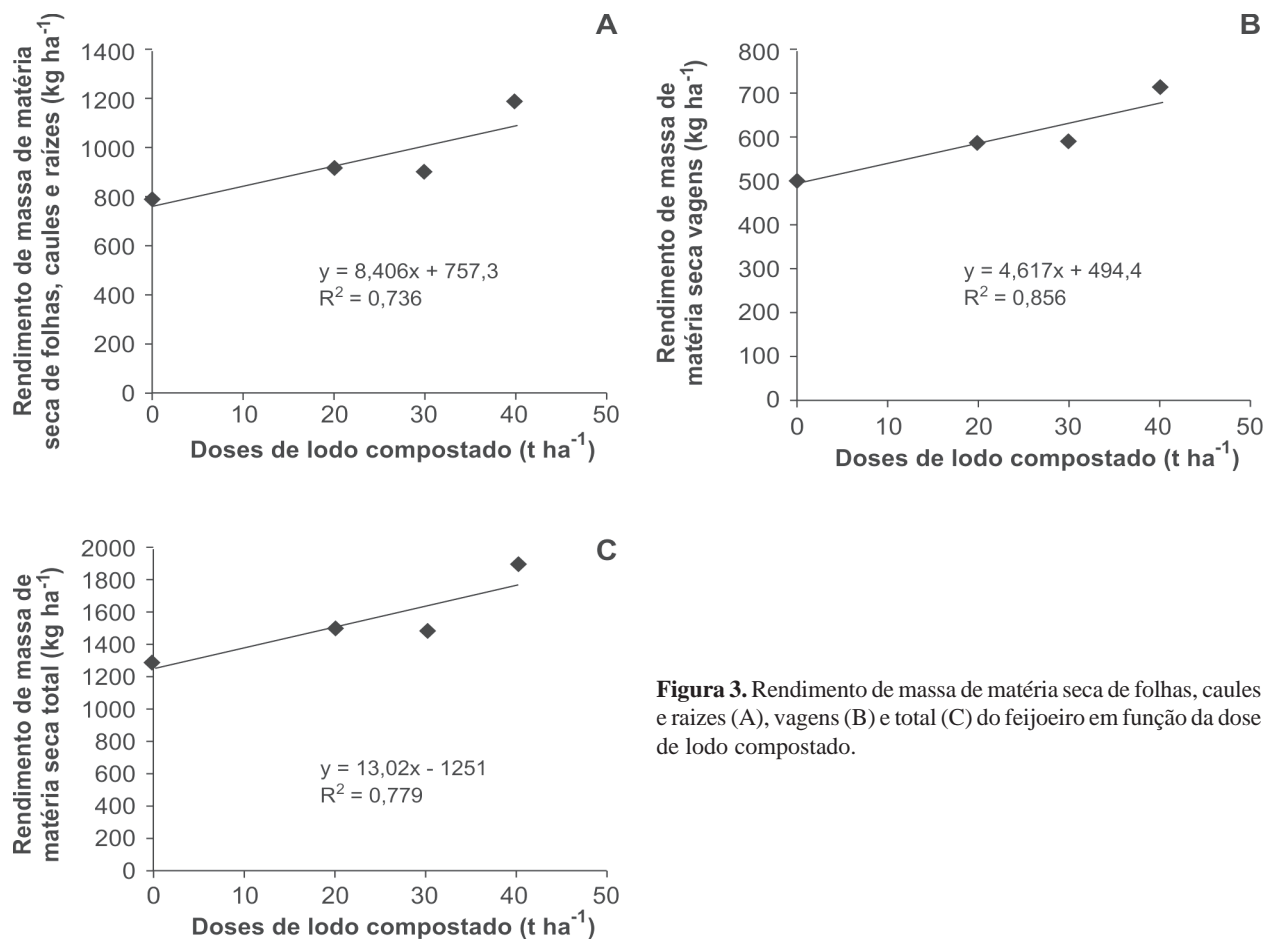 A
Rendimento de massa de matéria
seca de folhas, caules e raízes (kg ha⁻¹)
1400
1200
1000
800
600
400
200
0
0 10 20 30 40 50
y = 8,406x + 757,3
R² = 0,736
Doses de lodo compostado (t ha⁻¹)
B
Rendimento de massa de
matéria seca vagens (kg ha⁻¹)
800
700
600
500
400
300
200
100
0
0 10 20 30 40 50
y = 4,617x + 494,4
R² = 0,856
Doses de lodo compostado (t ha⁻¹)
C
Rendimento de massa de
matéria seca total (kg ha⁻¹)
2000
1800
1600
1400
1200
1000
800
600
400
200
0
0 10 20 30 40 50
y = 13,02x - 1251
R² = 0,779
Doses de lodo compostado (t ha⁻¹)
Figura 3. Rendimento de massa de matéria seca de folhas, caules
e raizes (A), vagens (B) e total (C) do feijoeiro em função da dose
de lodo compostado.